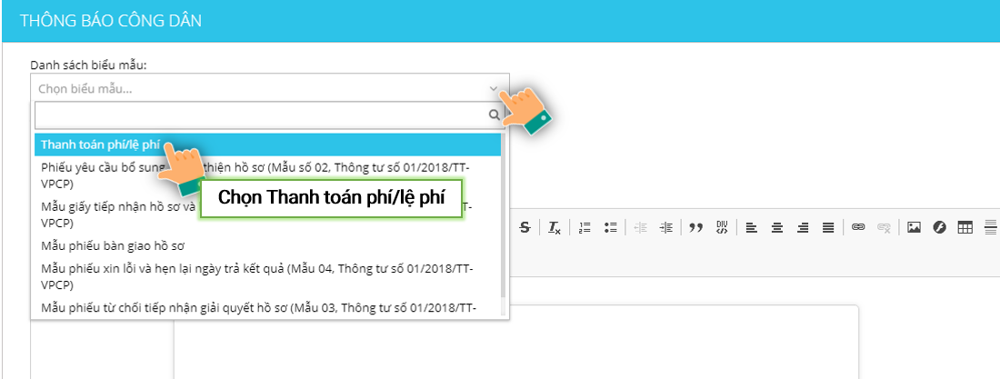 THÔNG BÁO CÔNG DÂN
Danh sách biểu mẫu:
Chọn biểu mẫu...
Thanh toán phí/lệ phí
Phiếu yêu cầu bổ sung thiện hồ sơ (Mẫu số 02, Thông tư số 01/2018/TT-
VPCP)
Chọn Thanh toán phí/lệ phí
Mẫu giấy tiếp nhận hồ sơ và
VPCP)
Mẫu phiếu bàn giao hồ sơ
Mẫu phiếu xin lỗi và hẹn lại ngày trả kết quả (Mẫu 04, Thông tư số 01/2018/TT-
VPCP)
Mẫu phiếu từ chối tiếp nhận giải quyết hồ sơ (Mẫu 03, Thông tư số 01/2018/TT-